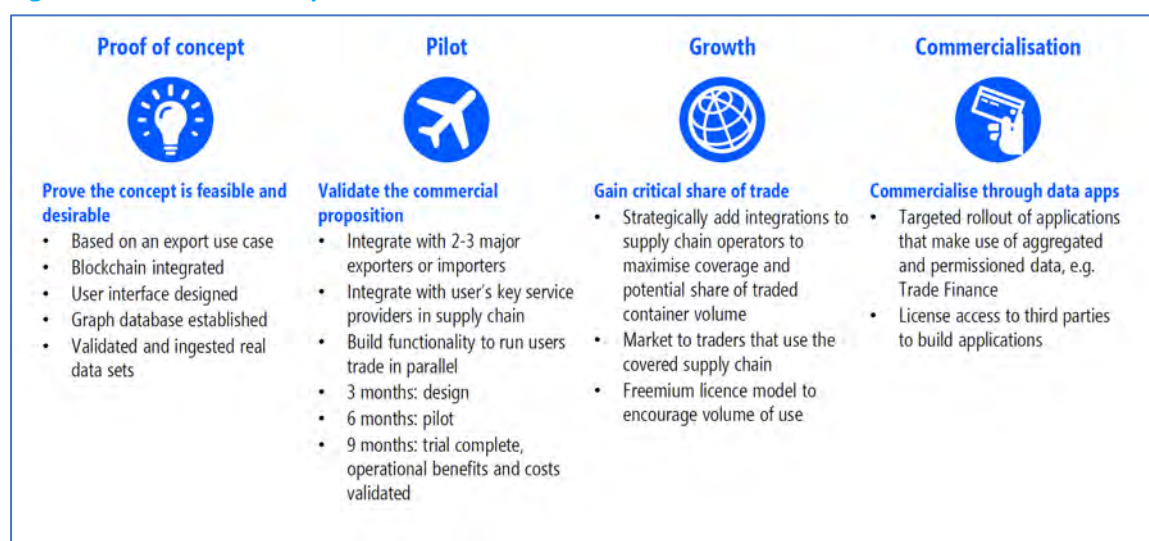 Proof of concept
Prove the concept is feasible and
desirable
• Based on an export use case
• Blockchain integrated
• User interface designed
• Graph database established
• Validated and ingested real
data sets
Pilot
Validate the commercial
proposition
• Integrate with 2-3 major
exporters or importers
• Integrate with user's key service
providers in supply chain
• Build functionality to run users
trade in parallel
• 3 months: design
• 6 months: pilot
• 9 months: trial complete,
operational benefits and costs
validated
Growth
Gain critical share of trade
• Strategically add integrations to
supply chain operators to
maximise coverage and
potential share of traded
container volume
• Market to traders that use the
covered supply chain
• Freemium licence model to
encourage volume of use
Commercialisation
Commercialise through data apps
• Targeted rollout of applications
that make use of aggregated
and permissioned data, e.g.
Trade Finance
• License access to third parties
to build applications